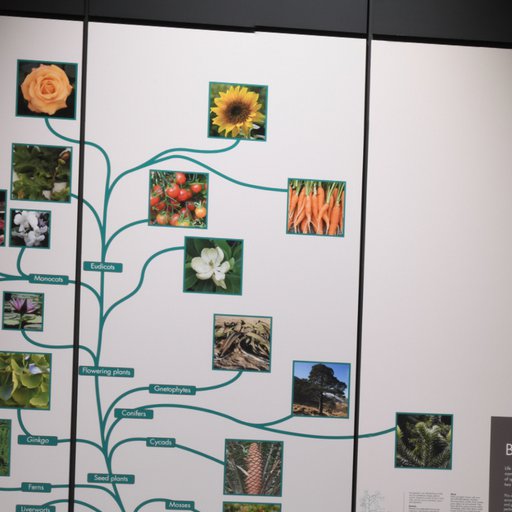 Eudicots
Monocots
Flowering plants
Gnetophytes
Conifers
Ginkgo
Cycads
Seed plants
Ferns
Mosses
Liverworts
B